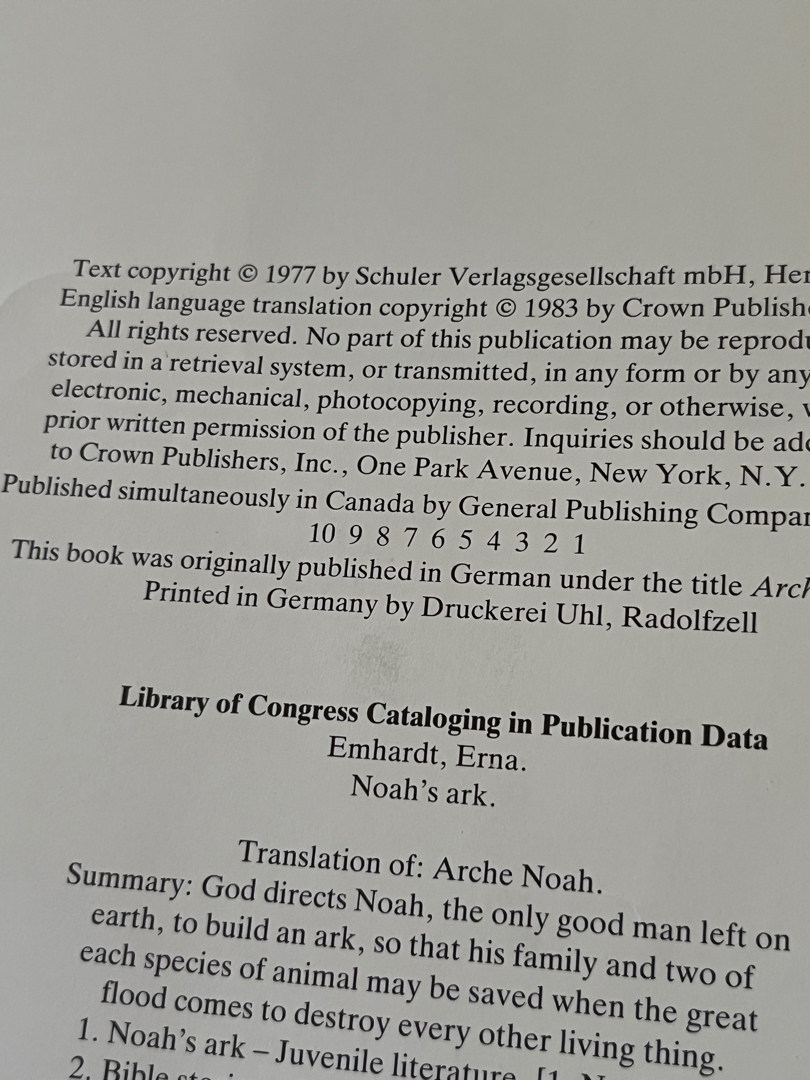 Text copyright © 1977 by Schuler Verlagsgesellschaft mbH,
English language translation copyright © 1983 by Crown
All rights reserved. No part of this publication may be
stored in a retrieval system, or transmitted, in any form or by any
electronic, mechanical, photocopying, recording, or otherwise,
prior written permission of the publisher. Inquiries should be
to Crown Publishers, Inc., One Park Avenue, New York, N.Y.
Published simultaneously in Canada by General Publishing
10 9 8 7 6 5 4 3 2 1
This book was originally published in German under the title
Printed in Germany by Druckerei Uhl, Radolfzell
Library of Congress Cataloging in Publication Data
Emhardt, Erna.
Noah's ark.
Translation of: Arche Noah.
Summary: God directs Noah, the only good man left on
earth, to build an ark, so that his family and two of
each species of animal may be saved when the great
flood comes to destroy every other living thing.
1. Noah's ark – Juvenile literature. [1.
2. Bible